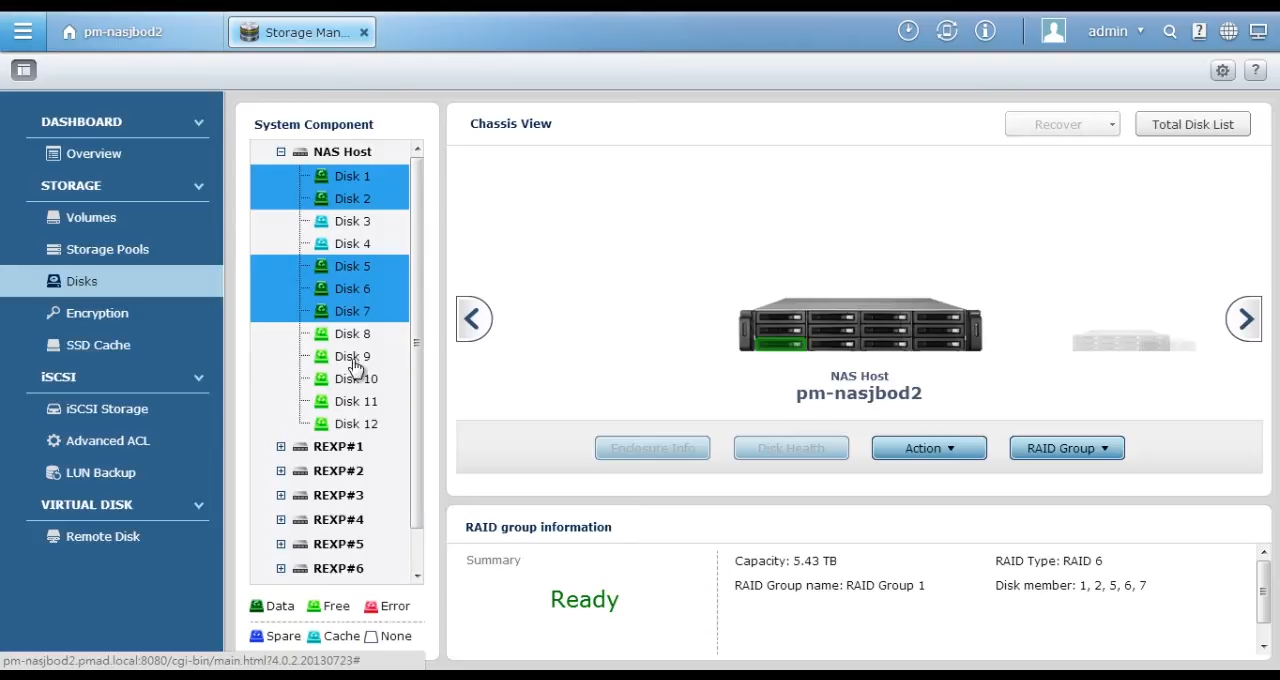 pm-nasjbod2
Storage Man...
admin
DASHBOARD
Overview
STORAGE
Volumes
Storage Pools
Disks
Encryption
SSD Cache
iSCSI
iSCSI Storage
Advanced ACL
LUN Backup
VIRTUAL DISK
Remote Disk
System Component
NAS Host
Disk 1
Disk 2
Disk 3
Disk 4
Disk 5
Disk 6
Disk 7
Disk 8
Disk 9
Disk 10
Disk 11
Disk 12
REXP#1
REXP#2
REXP#3
REXP#4
REXP#5
REXP#6
Data Free Error
Spare Cache None
Chassis View
Recover
Total Disk List
NAS Host
pm-nasjbod2
Enclosure Info
Disk Health
Action
RAID Group
RAID group information
Summary
Ready
Capacity: 5.43 TB
RAID Type: RAID 6
RAID Group name: RAID Group 1
Disk member: 1, 2, 5, 6, 7
pm-nasjbod2.pmad.local:8080/cgi-bin/main.html?4.0.2.20130723#